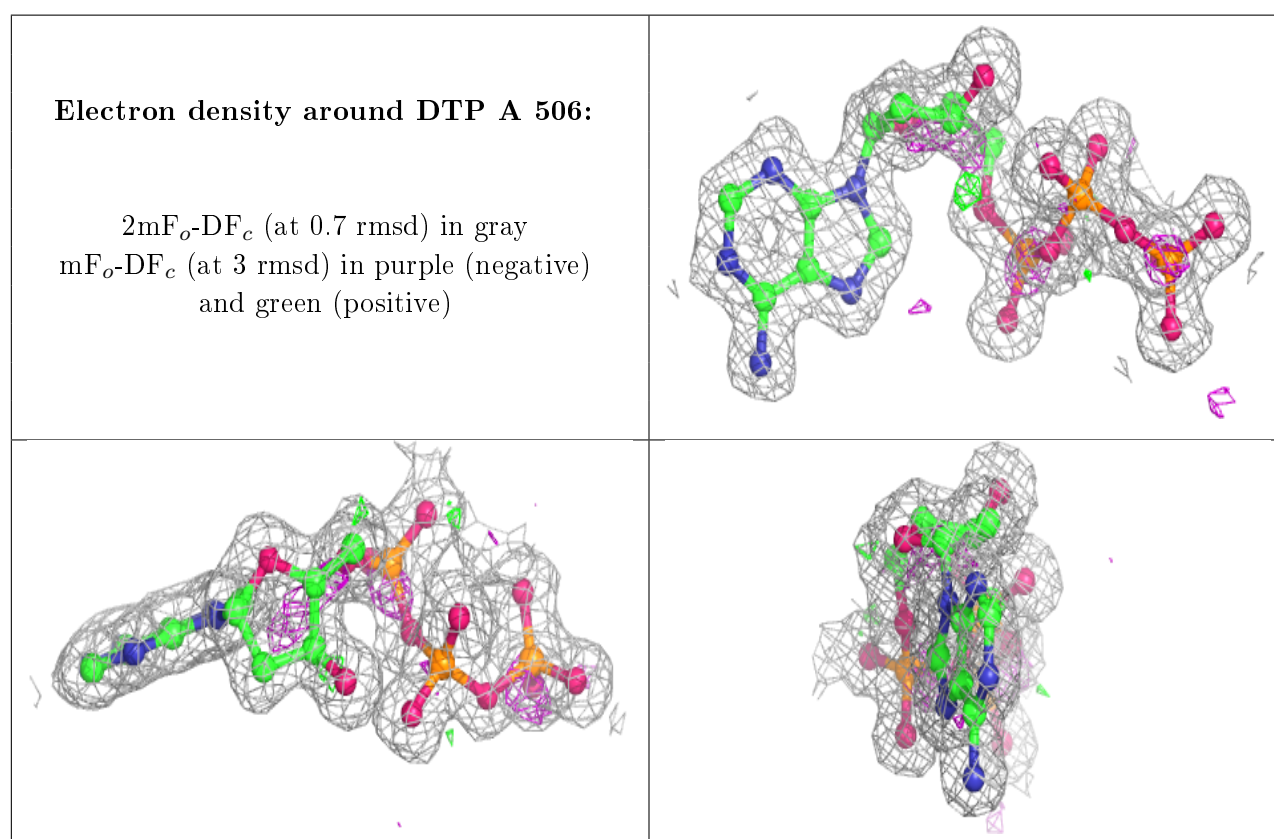 Electron density around DTP A 506:
2mFo-DFc (at 0.7 rmsd) in gray
mFo-DFc (at 3 rmsd) in purple (negative)
and green (positive)